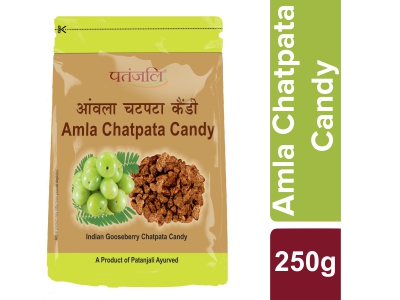 पतंजलि
आंवला चटपटा कैंडी
Amla Chatpata Candy
Indian Gooseberry Chatpata Candy
A Product of Patanjali Ayurved
Amla Chatpata
Candy
250g